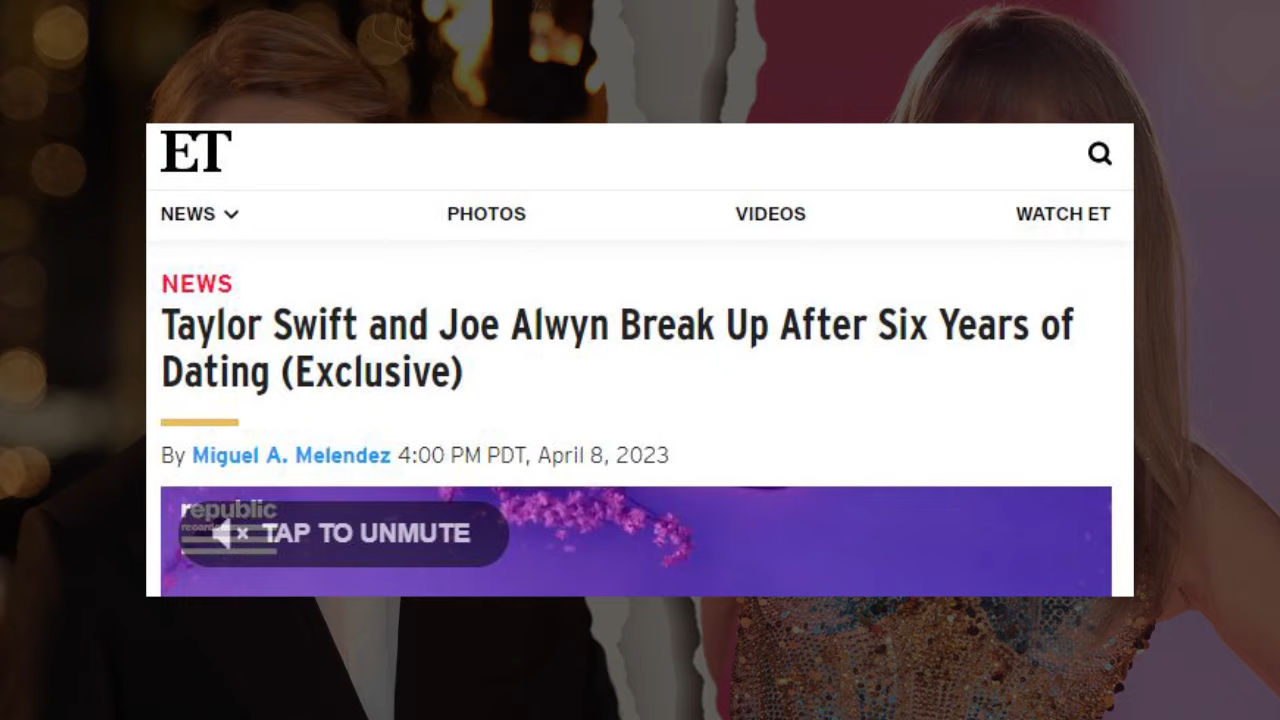 ET
NEWS
PHOTOS
VIDEOS
WATCH ET
NEWS
Taylor Swift and Joe Alwyn Break Up After Six Years of
Dating (Exclusive)
By Miguel A. Melendez 4:00 PM PDT, April 8, 2023
republic
records
TAP TO UNMUTE